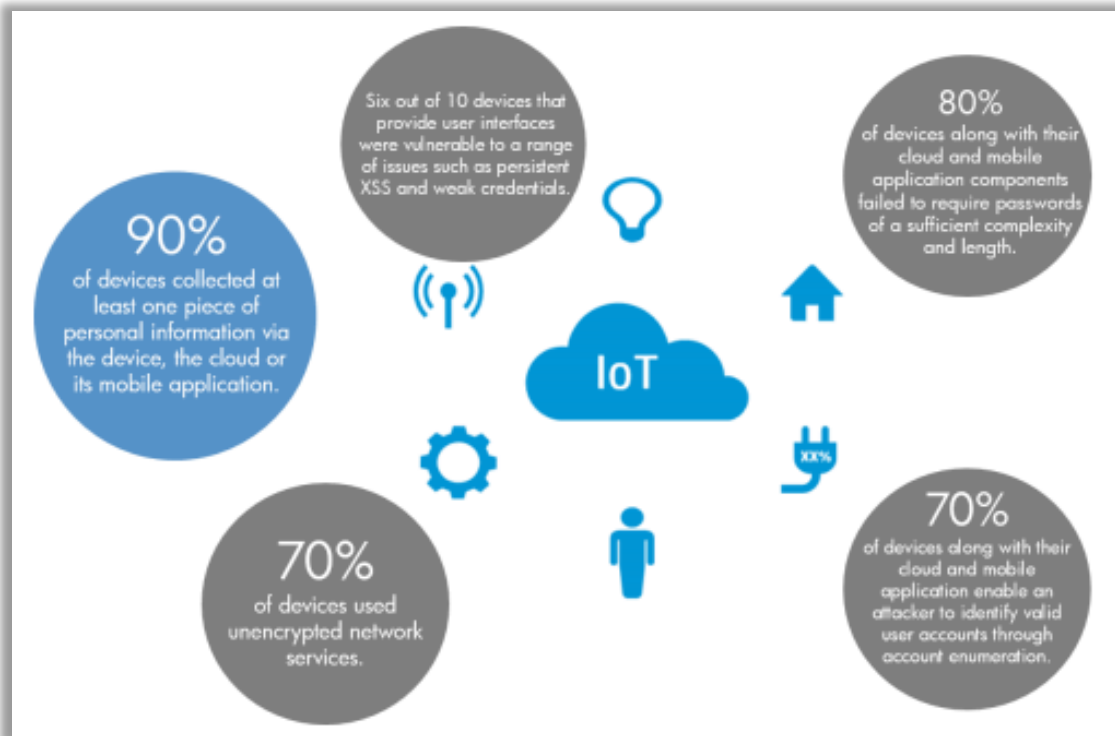 Six out of 10 devices that
provide user interfaces
were vulnerable to a range
of issues such as persistent
XSS and weak credentials.
80%
of devices along with their
cloud and mobile
application components
failed to require passwords
of a sufficient complexity
and length.
90%
of devices collected at
least one piece of
personal information via
the device, the cloud or
its mobile application.
IoT
XX%
70%
of devices used
unencrypted network
services.
70%
of devices along with their
cloud and mobile
application enable an
attacker to identify valid
user accounts through
account enumeration.